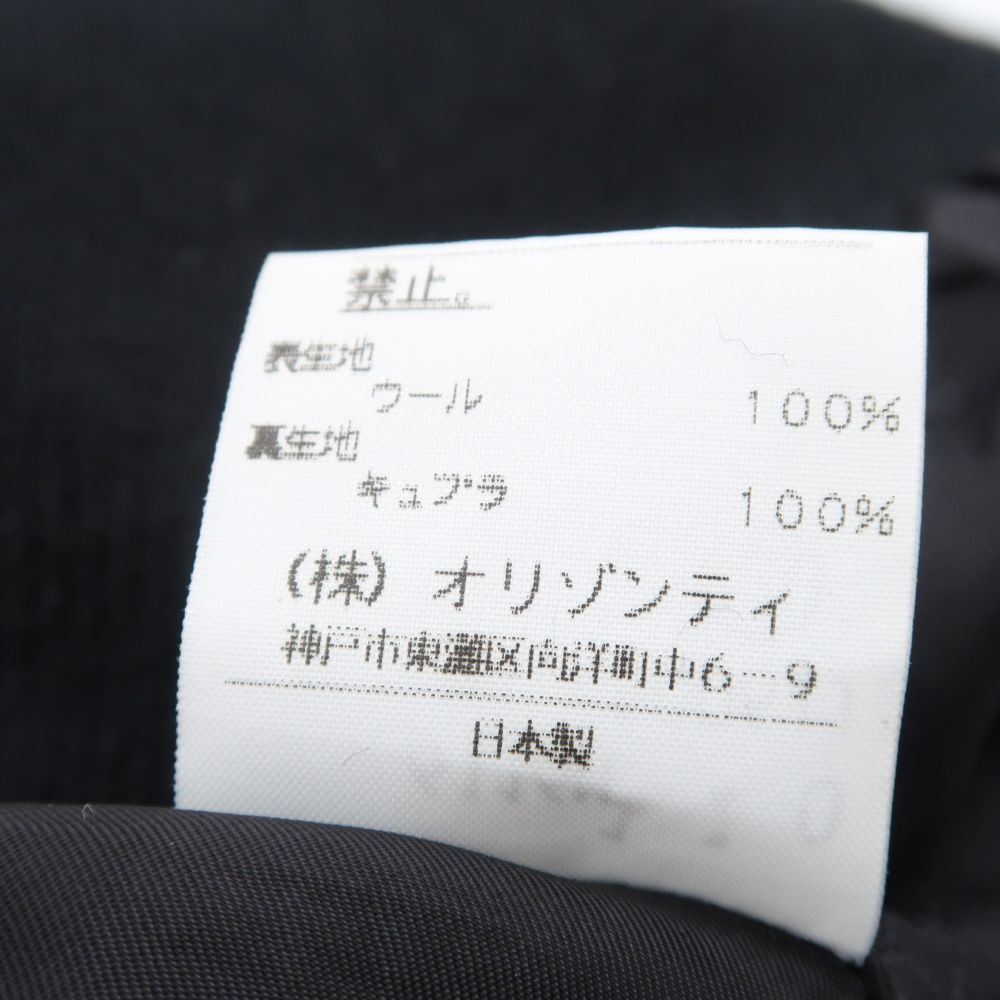 禁止。
表生地
ウール 100%
裏生地
キュプラ 100%
(株) オリゾンティ
神戸市東灘区向洋町中6-9
日本製